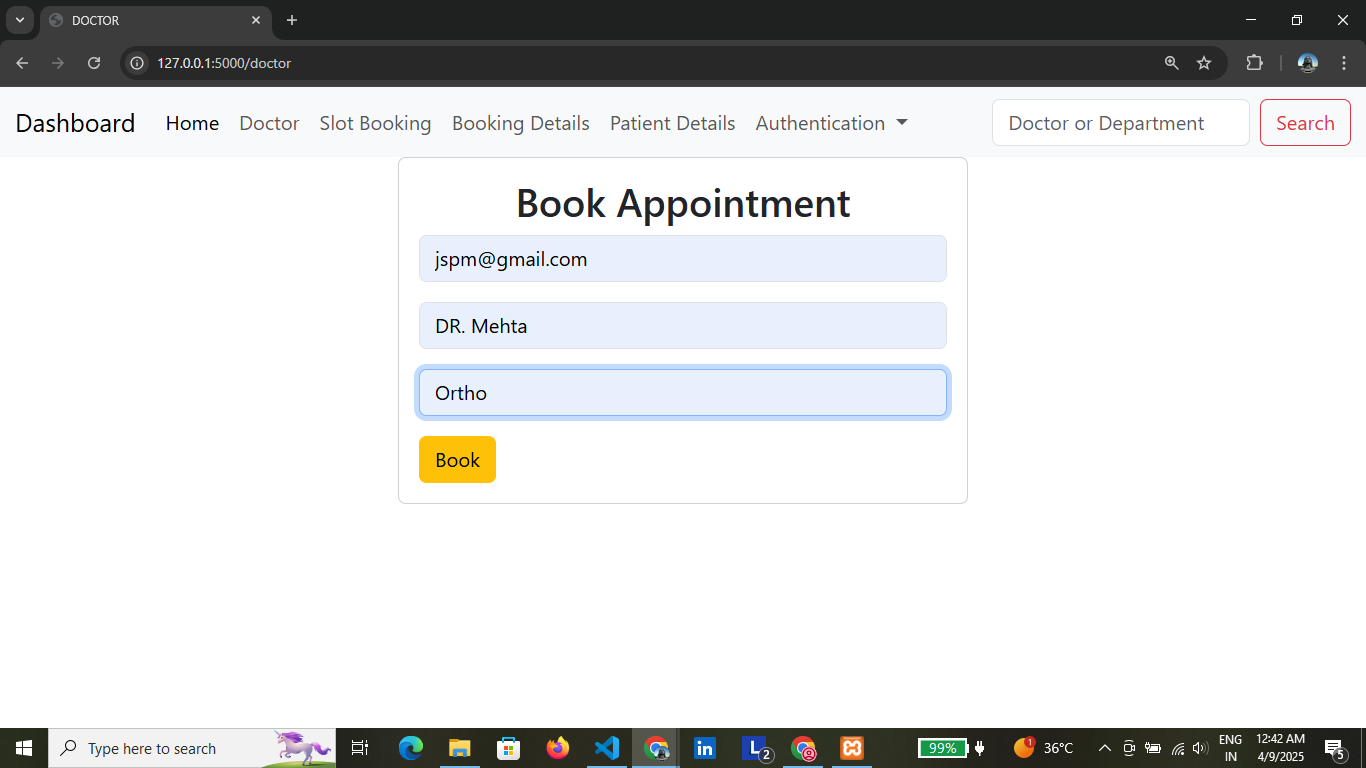 DOCTOR
127.0.0.1:5000/doctor
Dashboard Home Doctor Slot Booking Booking Details Patient Details Authentication Doctor or Department Search
Book Appointment
jspm@gmail.com
DR. Mehta
Ortho
Book
Type here to search L 2 99% 1 36°C ENG 12:42 AM 5
IN 4/9/2025